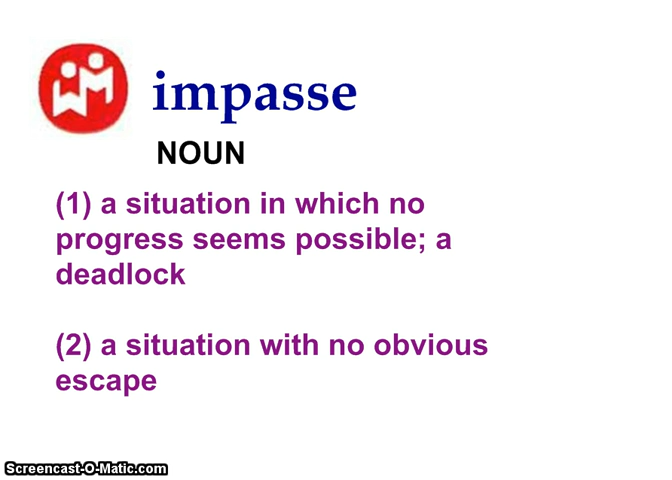 impasse
NOUN
(1) a situation in which no
progress seems possible; a
deadlock
(2) a situation with no obvious
escape
Screencast-O-Matic.com